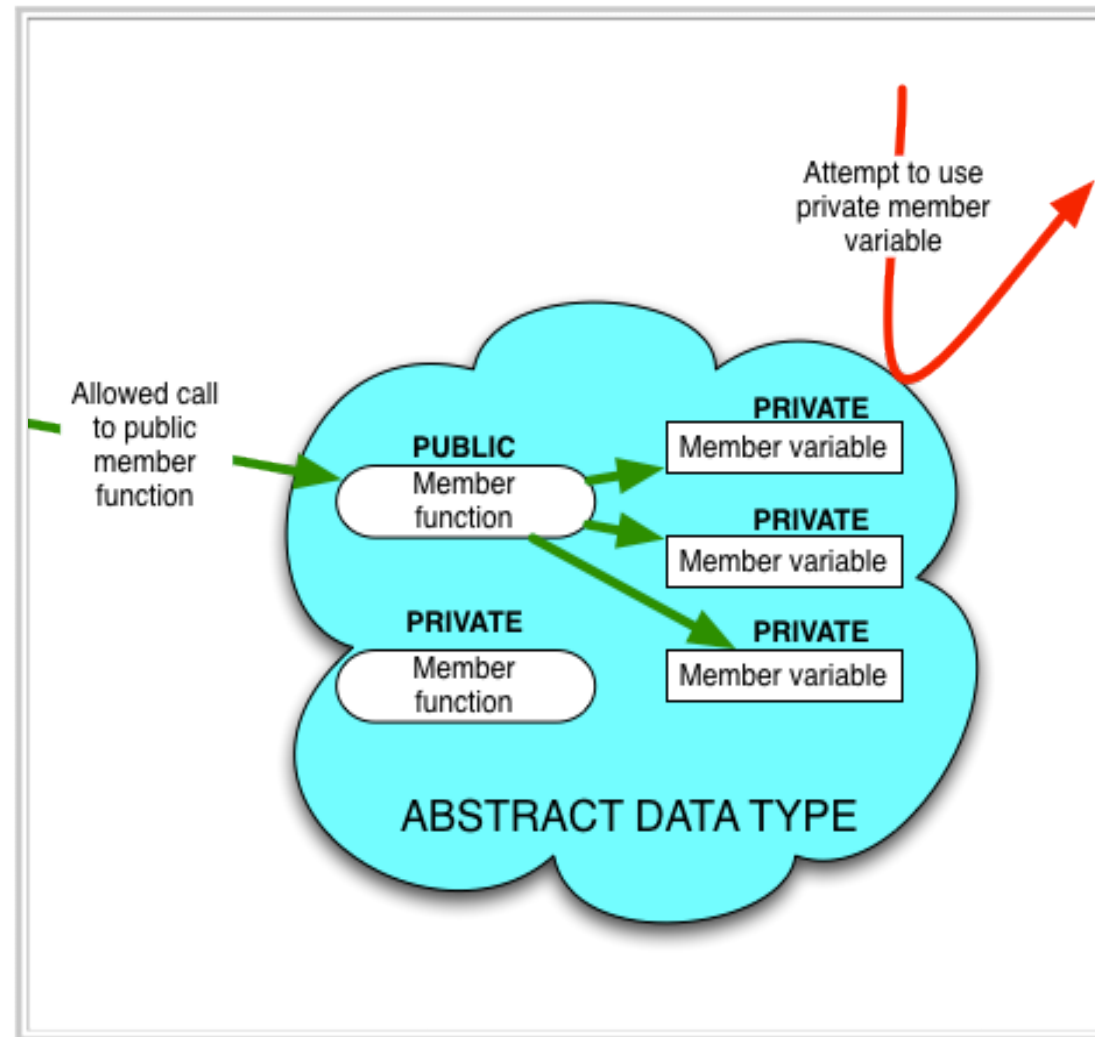 Attempt to use
private member
variable
Allowed call
to public
member
function
PUBLIC
Member
function
PRIVATE
Member
function
PRIVATE
Member variable
PRIVATE
Member variable
PRIVATE
Member variable
ABSTRACT DATA TYPE